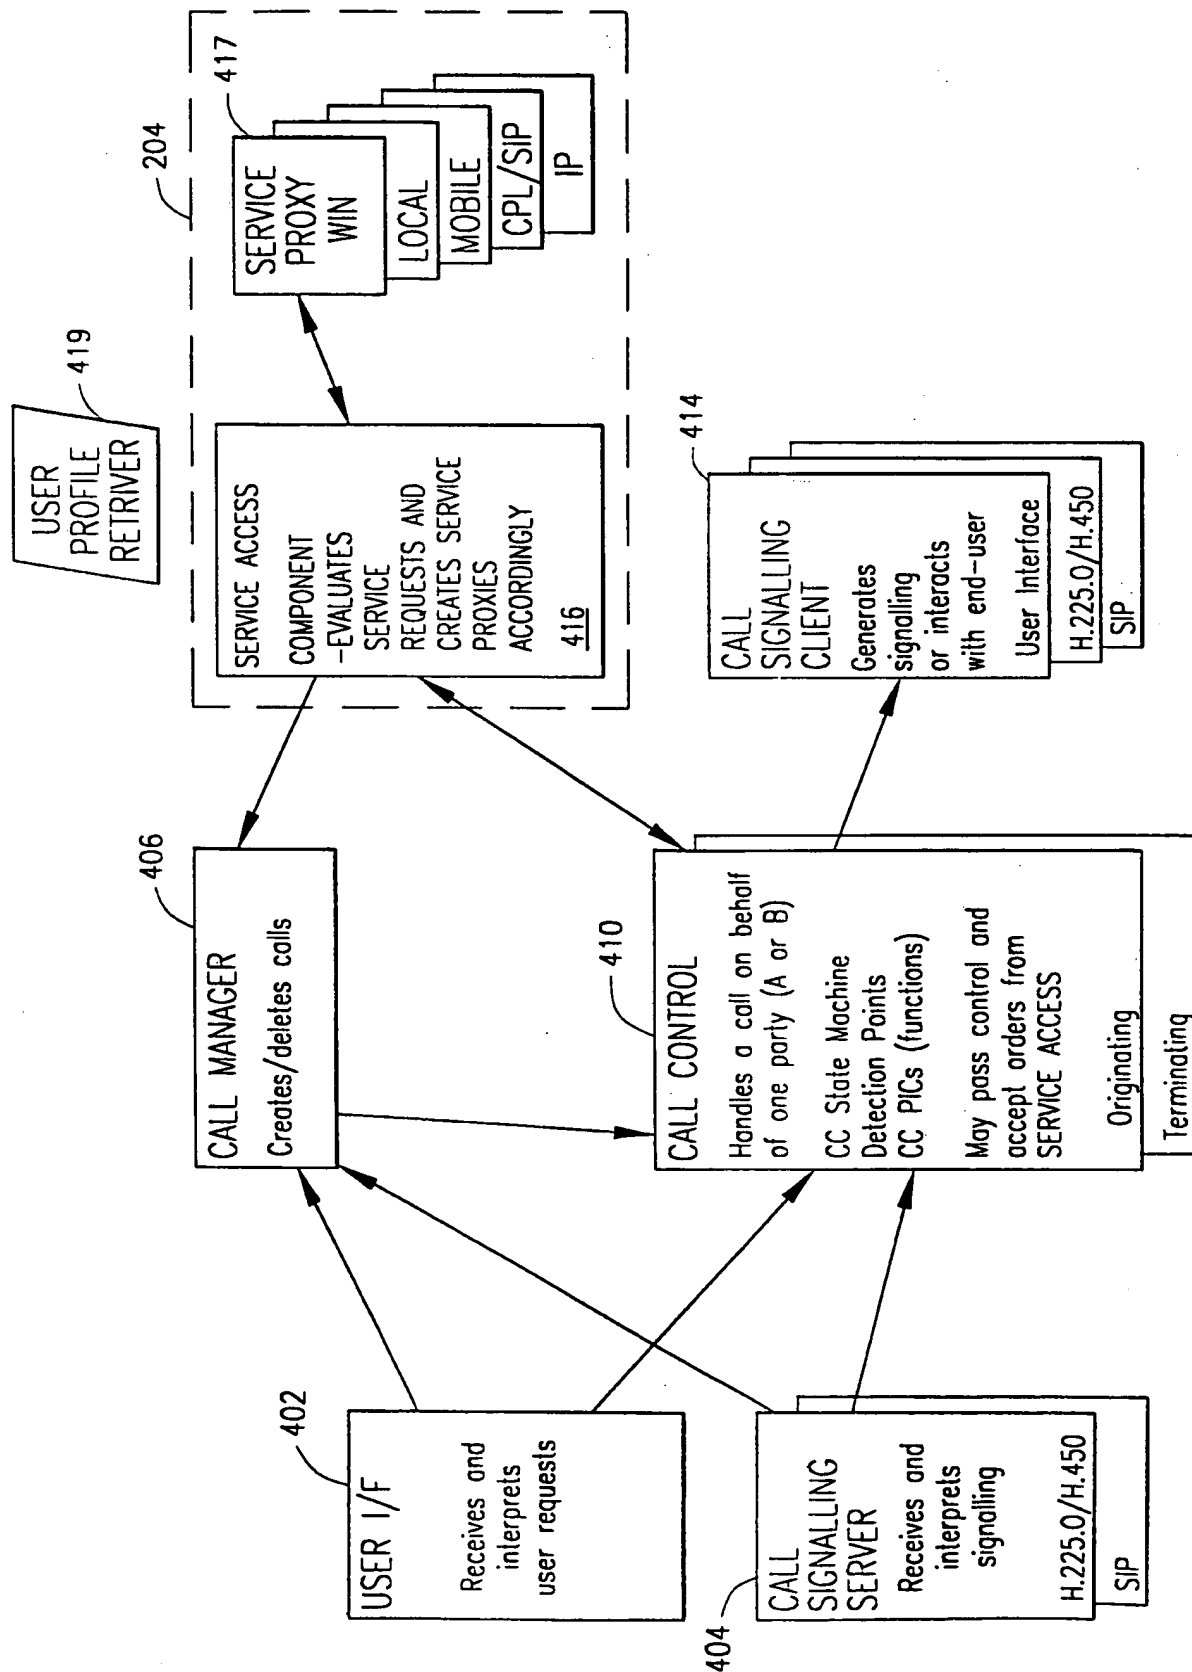 USER
PROFILE
RETRIVER
419
204
417
SERVICE
PROXY
WIN
LOCAL
MOBILE
CPL/SIP
IP
SERVICE ACCESS
COMPONENT
-EVALUATES
SERVICE
REQUESTS AND
CREATES SERVICE
PROXIES
ACCORDINGLY
416
406
CALL MANAGER
Creates/deletes calls
402
USER I/F
Receives and
interprets
user requests
410
CALL CONTROL
Handles a call on behalf
of one party (A or B)
CC State Machine
Detection Points
CC PICs (functions)
May pass control and
accept orders from
SERVICE ACCESS
Originating
Terminating
414
CALL
SIGNALLING
CLIENT
Generates
signalling
or interacts
with end-user
User Interface
H.225.0/H.450
SIP
404
CALL
SIGNALLING
SERVER
Receives and
interprets
signalling
H.225.0/H.450
SIP